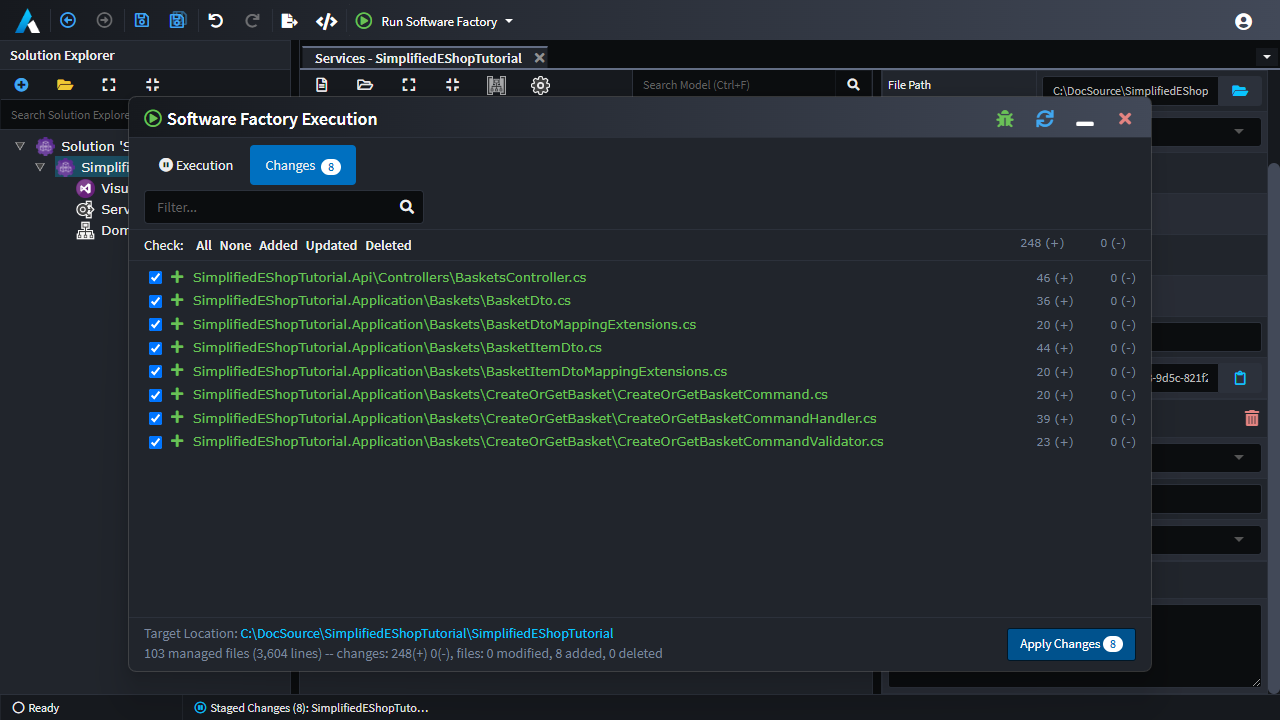 Run Software Factory
Solution Explorer
Services - SimplifiedEShopTutorial
Search Model (Ctrl+F)
File Path
C:\DocSource\SimplifiedEShop
Search Solution Explore
Solution 'S
Simplifi
Visu
Serv
Dom
Software Factory Execution
Execution
Changes 8
Filter...
Check: All None Added Updated Deleted 248 (+) 0 (-)
SimplifiedEShopTutorial.Api\Controllers\BasketsController.cs 46 (+) 0 (-)
SimplifiedEShopTutorial.Application\Baskets\BasketDto.cs 36 (+) 0 (-)
SimplifiedEShopTutorial.Application\Baskets\BasketDtoMappingExtensions.cs 20 (+) 0 (-)
SimplifiedEShopTutorial.Application\Baskets\BasketItemDto.cs 44 (+) 0 (-)
SimplifiedEShopTutorial.Application\Baskets\BasketItemDtoMappingExtensions.cs 20 (+) 0 (-)
SimplifiedEShopTutorial.Application\Baskets\CreateOrGetBasket\CreateOrGetBasketCommand.cs 20 (+) 0 (-)
SimplifiedEShopTutorial.Application\Baskets\CreateOrGetBasket\CreateOrGetBasketCommandHandler.cs 39 (+) 0 (-)
SimplifiedEShopTutorial.Application\Baskets\CreateOrGetBasket\CreateOrGetBasketCommandValidator.cs 23 (+) 0 (-)
-9d5c-821f2
Target Location: C:\DocSource\SimplifiedEShopTutorial\SimplifiedEShopTutorial
103 managed files (3,604 lines) -- changes: 248(+) 0(-), files: 0 modified, 8 added, 0 deleted
Apply Changes 8
Ready
Staged Changes (8): SimplifiedEShopTuto...